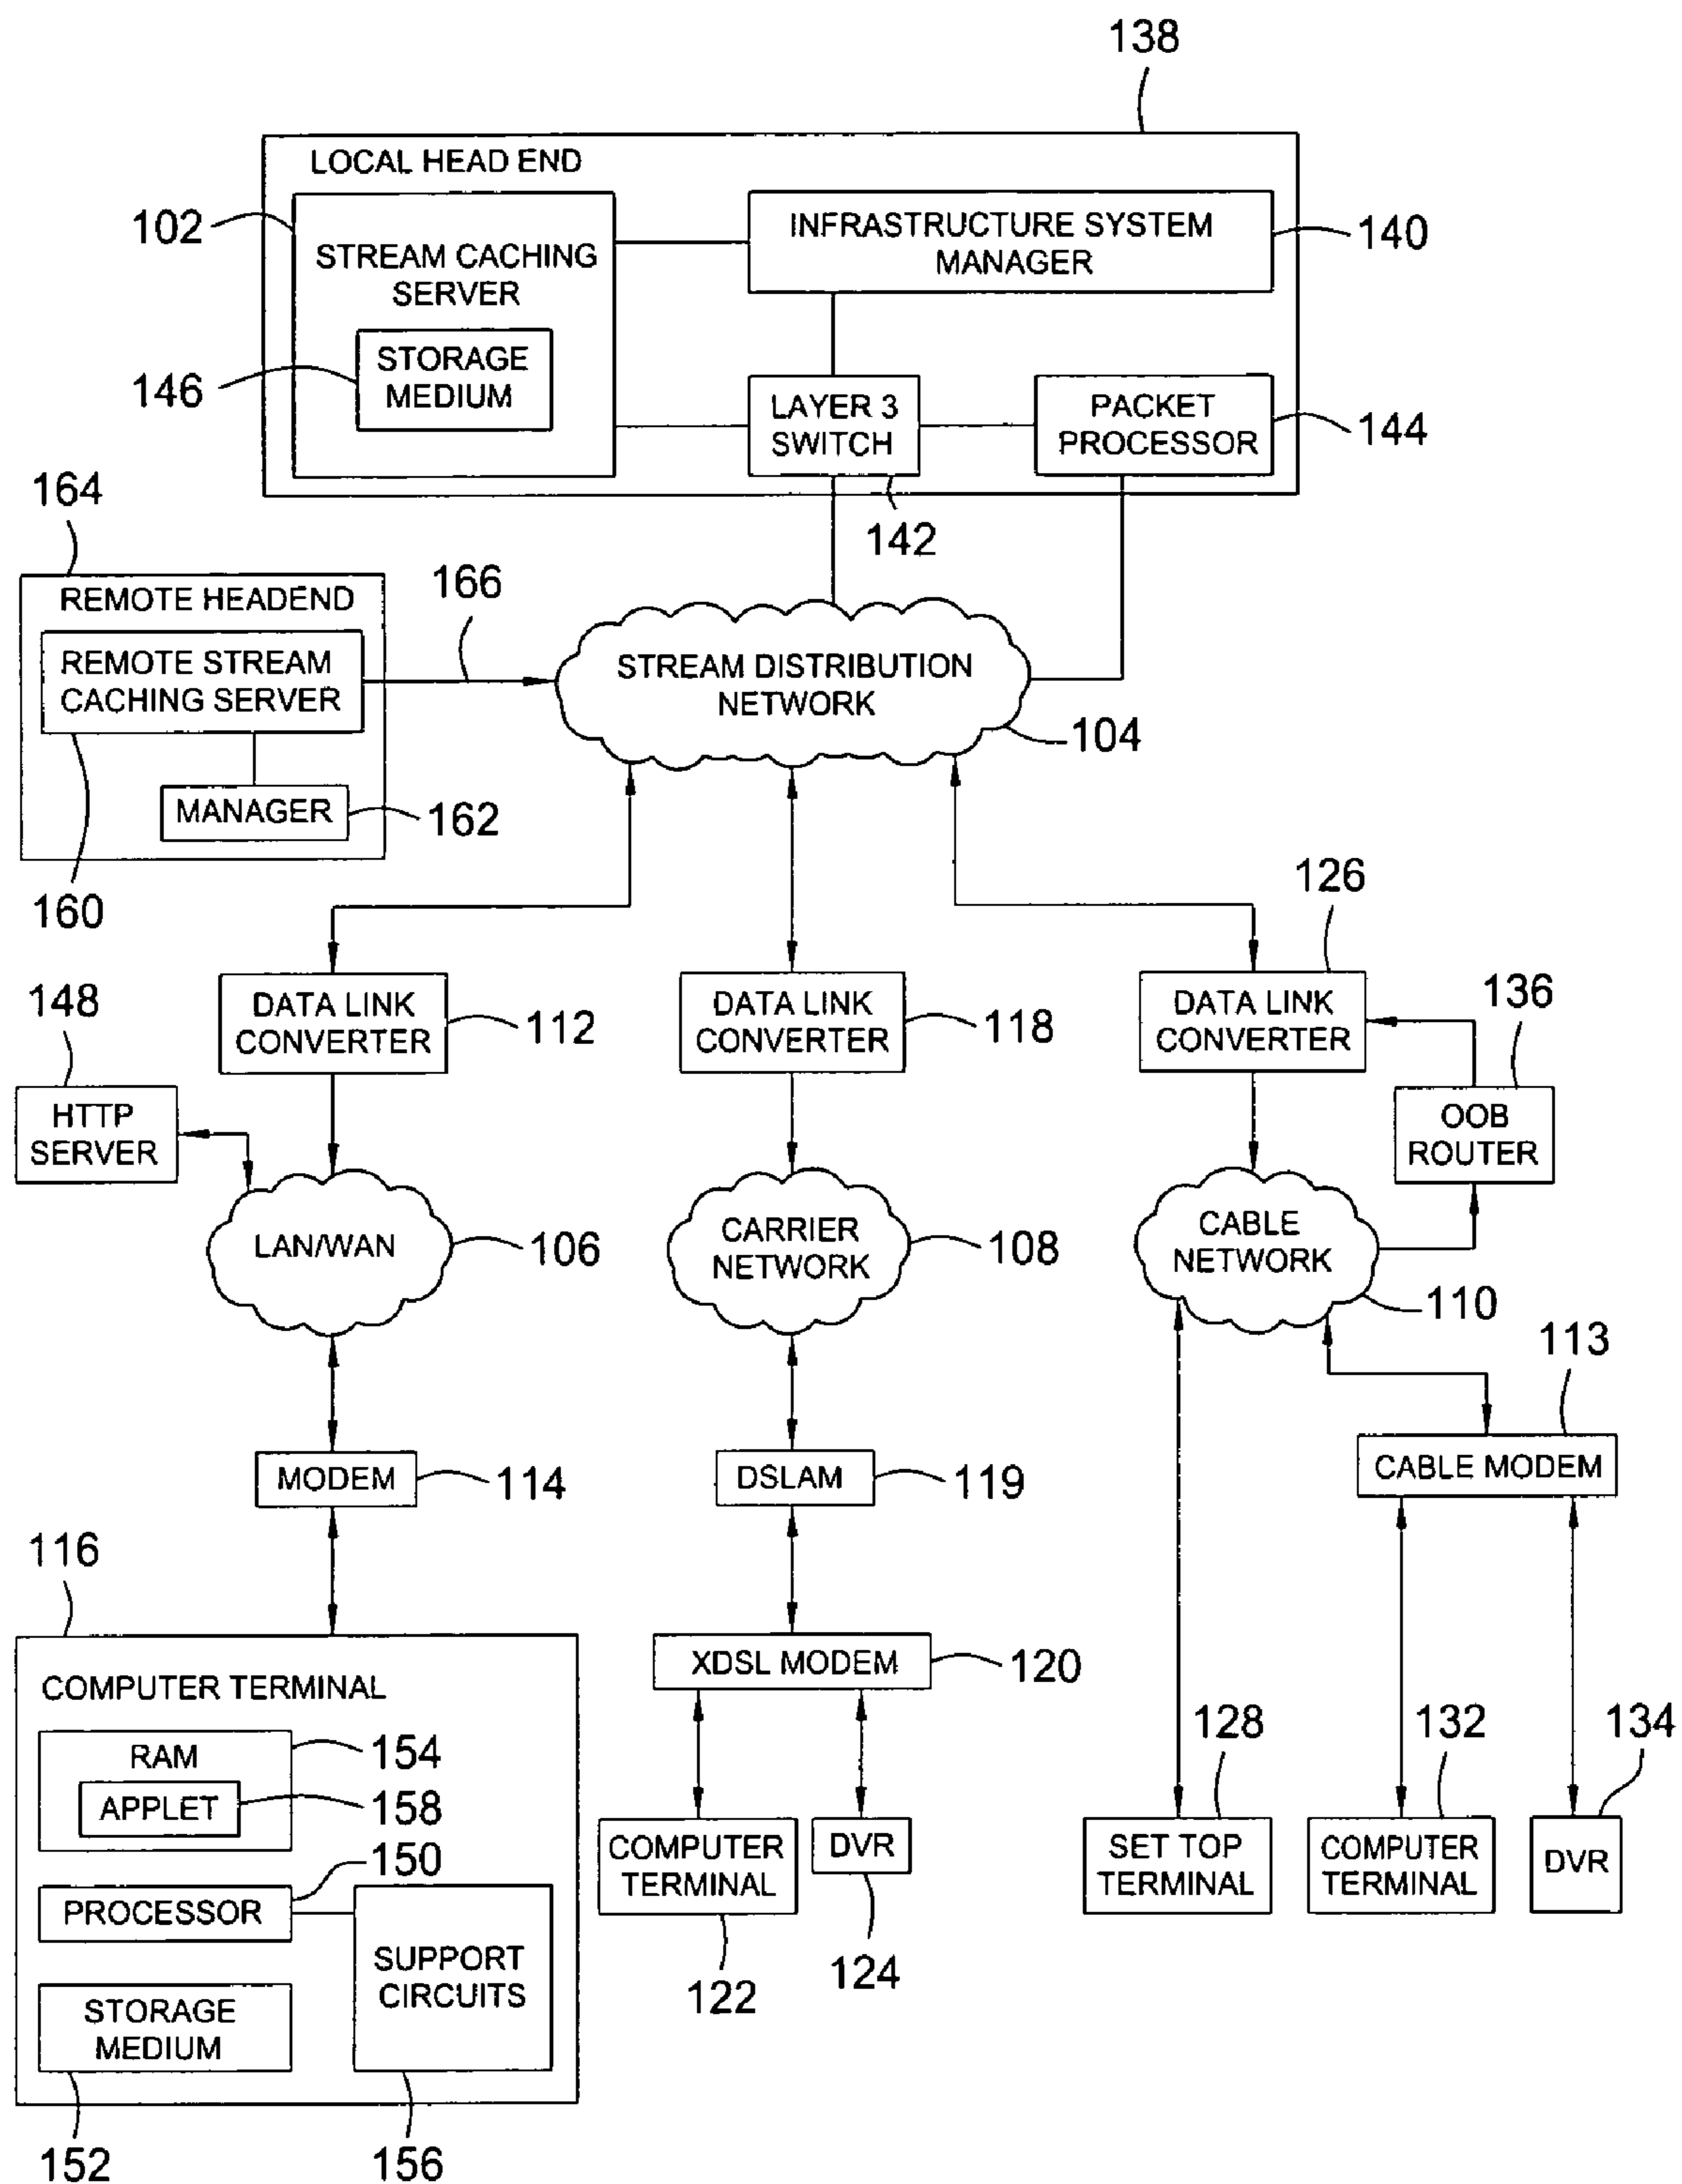 138
LOCAL HEAD END
102
STREAM CACHING
SERVER
INFRASTRUCTURE SYSTEM
MANAGER
140
STORAGE
MEDIUM
146
LAYER 3
SWITCH
PACKET
PROCESSOR
144
142
164
REMOTE HEADEND
166
REMOTE STREAM
CACHING SERVER
STREAM DISTRIBUTION
NETWORK
104
MANAGER
162
160
126
148
DATA LINK
CONVERTER
112
DATA LINK
CONVERTER
118
DATA LINK
CONVERTER
136
HTTP
SERVER
OOB
ROUTER
LAN/WAN
106
CARRIER
NETWORK
108
CABLE
NETWORK
110
113
MODEM
114
DSLAM
119
CABLE MODEM
116
COMPUTER TERMINAL
XDSL MODEM
120
RAM
154
APPLET
158
128
132
134
150
PROCESSOR
COMPUTER
TERMINAL
DVR
SET TOP
TERMINAL
COMPUTER
TERMINAL
DVR
SUPPORT
CIRCUITS
122
124
STORAGE
MEDIUM
152
156